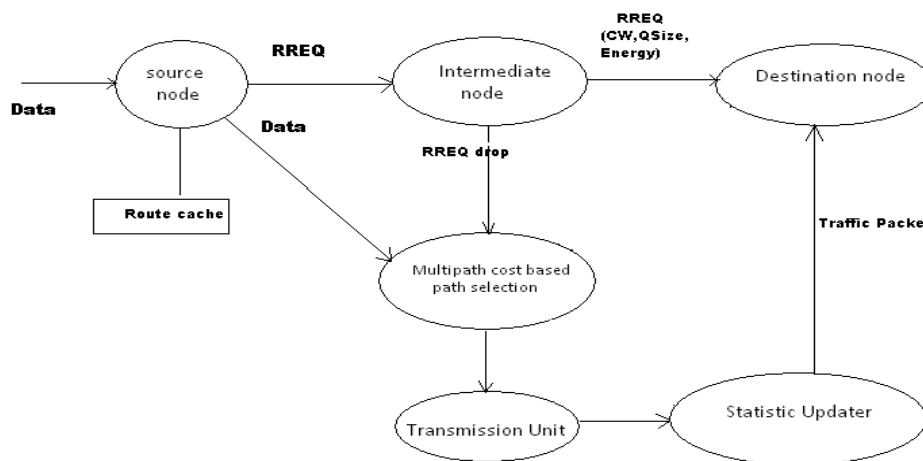 RREQ
(CW,QSize,
Energy)
RREQ
source
node
Intermediate
node
Destination node
Data
Data
RREQ drop
Route cache
Traffic Packe
Multipath cost based
path selection
Transmission Unit
Statistic Updater